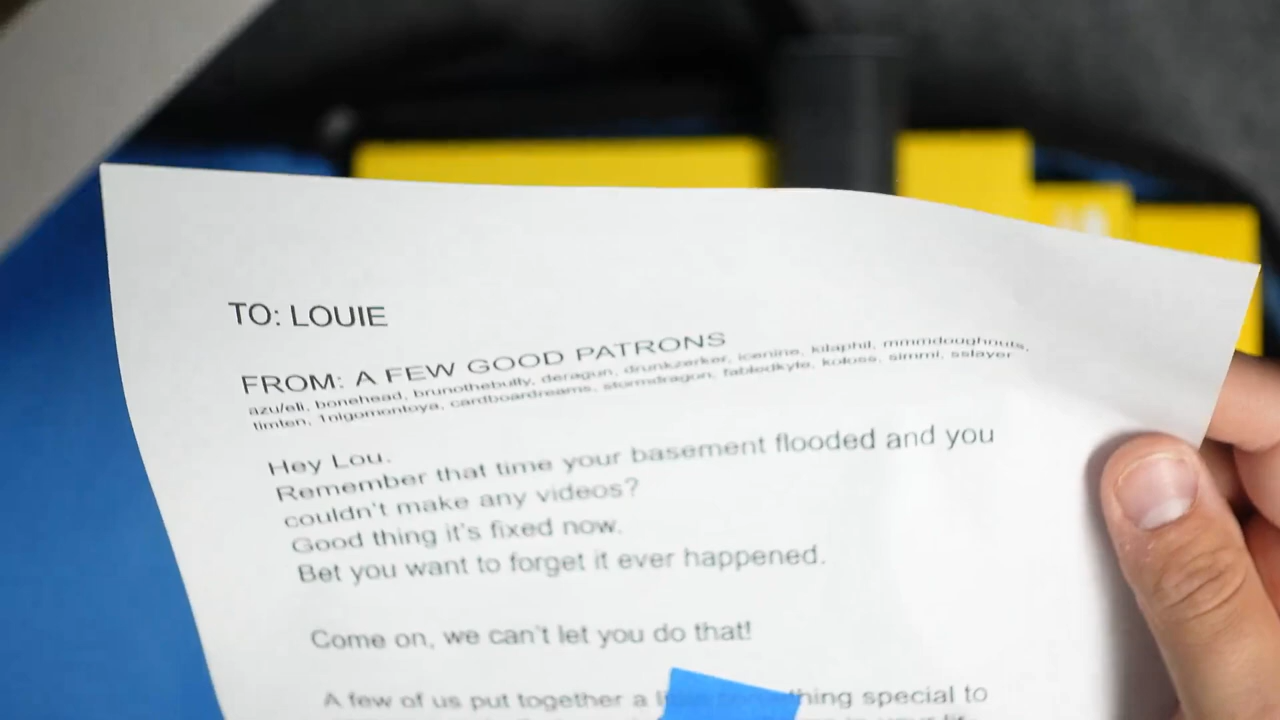 TO: LOUIE
FROM: A FEW GOOD PATRONS
azu/eli, bonehead, brunothebully, deragun, drunkzerker, icenine, kilaphil, mmmdoughnuts,
timten, 1nigomontoya, cardboardreams, stormdragon, fabledkyle, koloss, simmi, sslayer
Hey Lou.
Remember that time your basement flooded and you
couldn't make any videos?
Good thing it's fixed now.
Bet you want to forget it ever happened.
Come on, we can't let you do that!
A few of us put together a special to